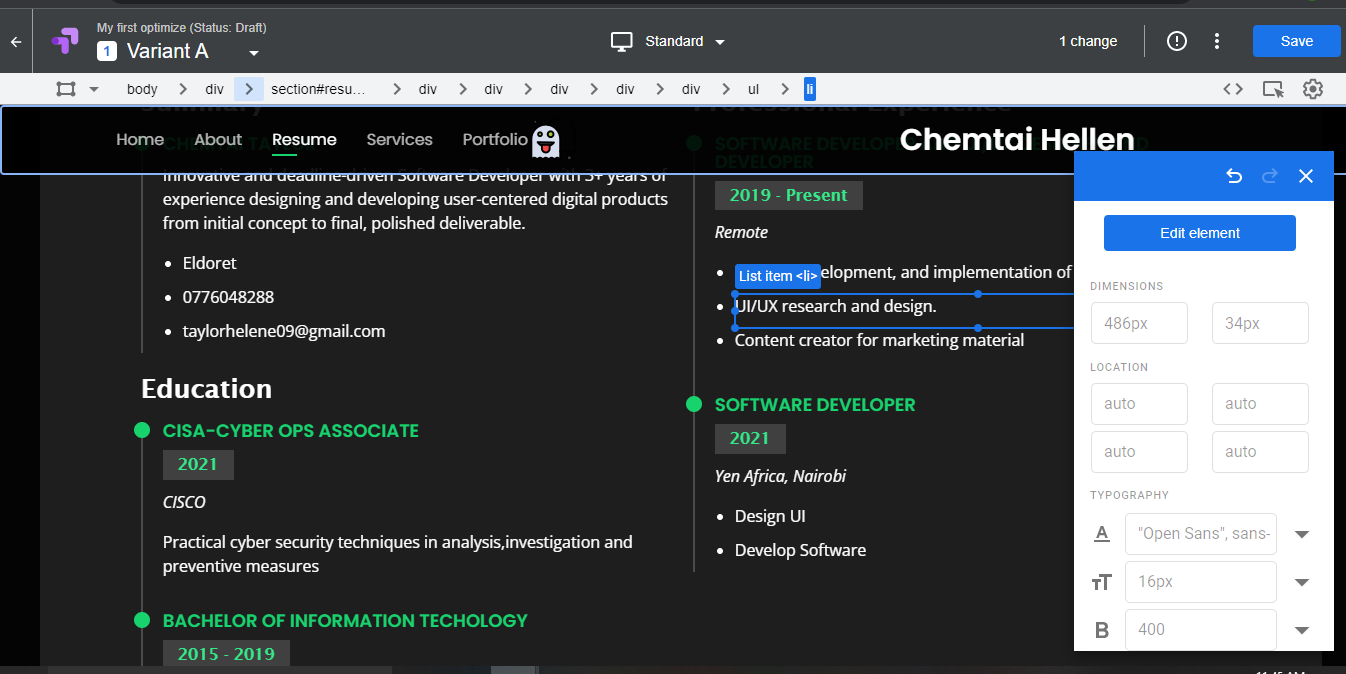 My first optimize (Status: Draft)
1 Variant A
Standard
1 change
Save
body div section#resu... div div div div div ul li
Professional Experience
Home About Resume Services Portfolio
Chemtai Hellen
SOFTWARE DEVELOP
DEVELOPER
Innovative and deadline-driven Software Developer with 3+ years of
experience designing and developing user-centered digital products
from initial concept to final, polished deliverable.
Eldoret
0776048288
taylorhelene09@gmail.com
Education
CISA-CYBER OPS ASSOCIATE
2021
CISCO
Practical cyber security techniques in analysis,investigation and
preventive measures
BACHELOR OF INFORMATION TECHOLOGY
2015 - 2019
2019 - Present
Remote
List item <li>
elopment, and implementation of
UI/UX research and design.
Content creator for marketing material
SOFTWARE DEVELOPER
2021
Yen Africa, Nairobi
Design UI
Develop Software
Edit element
DIMENSIONS
486px 34px
LOCATION
auto auto
auto auto
TYPOGRAPHY
A "Open Sans", sans-
TT 16px
B 400